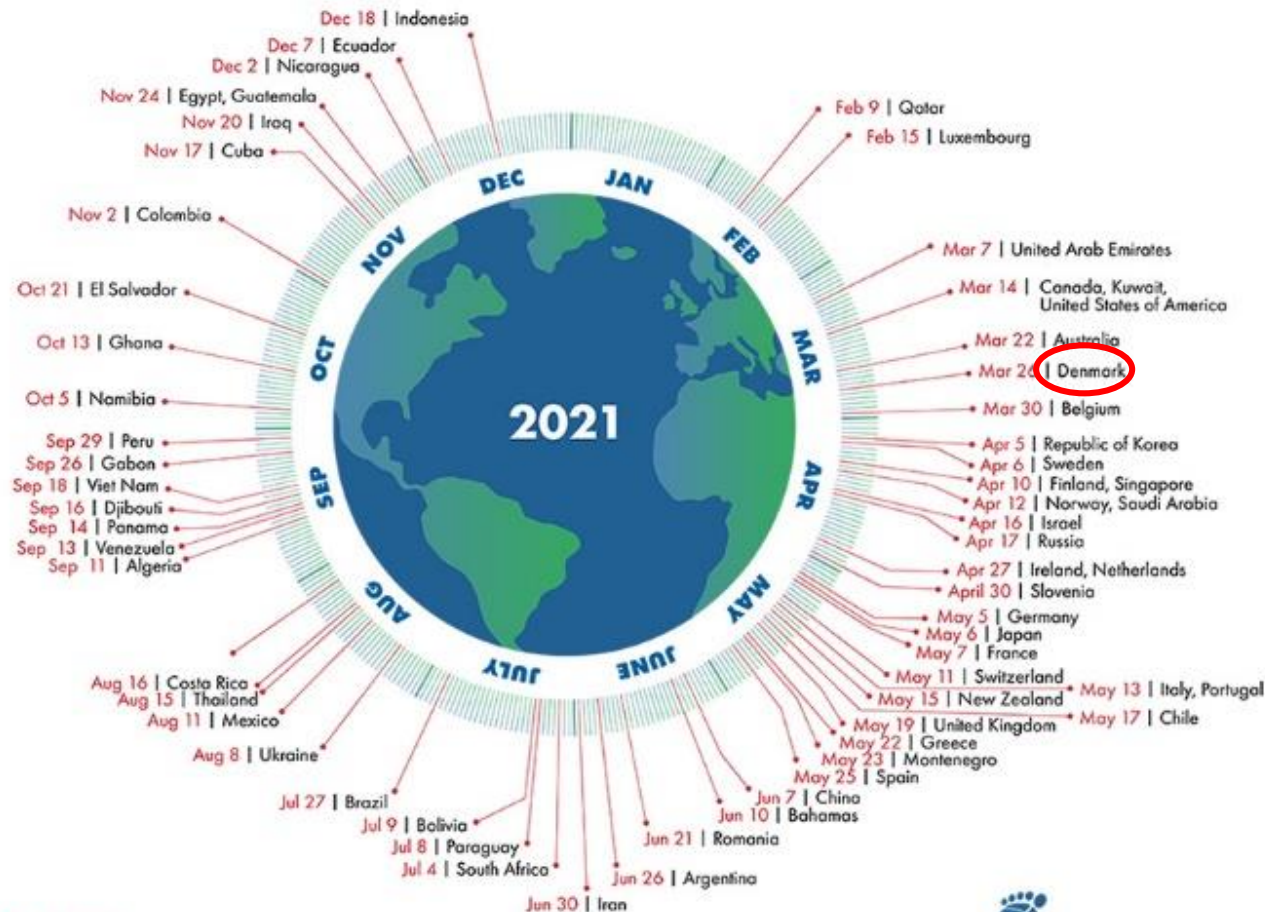 Dec 18 | Indonesia
Dec 7 | Ecuador
Dec 2 | Nicaragua
Nov 24 | Egypt, Guatemala
Nov 20 | Iraq
Nov 17 | Cuba
Nov 2 | Colombia
Oct 21 | El Salvador
Oct 13 | Ghana
Oct 5 | Namibia
Sep 29 | Peru
Sep 26 | Gabon
Sep 18 | Viet Nam
Sep 16 | Djibouti
Sep 14 | Panama
Sep 13 | Venezuela
Sep 11 | Algeria
Aug 16 | Costa Rica
Aug 15 | Thailand
Aug 11 | Mexico
Aug 8 | Ukraine
Jul 27 | Brazil
Jul 9 | Bolivia
Jul 8 | Paraguay
Jul 4 | South Africa
Jun 30 | Iran
JAN
FEB
MAR
APR
MAY
JUNE
JULY
AUG
SEP
OCT
NOV
DEC
2021
Feb 9 | Qatar
Feb 15 | Luxembourg
Mar 7 | United Arab Emirates
Mar 14 | Canada, Kuwait,
United States of America
Mar 22 | Australia
Mar 26 | Denmark
Mar 30 | Belgium
Apr 5 | Republic of Korea
Apr 6 | Sweden
Apr 10 | Finland, Singapore
Apr 12 | Norway, Saudi Arabia
Apr 16 | Israel
Apr 17 | Russia
Apr 27 | Ireland, Netherlands
April 30 | Slovenia
May 5 | Germany
May 6 | Japan
May 7 | France
May 11 | Switzerland
May 13 | Italy, Portugal
May 15 | New Zealand
May 17 | Chile
May 19 | United Kingdom
May 22 | Greece
May 23 | Montenegro
May 25 | Spain
Jun 7 | China
Jun 10 | Bahamas
Jun 21 | Romania
Jun 26 | Argentina